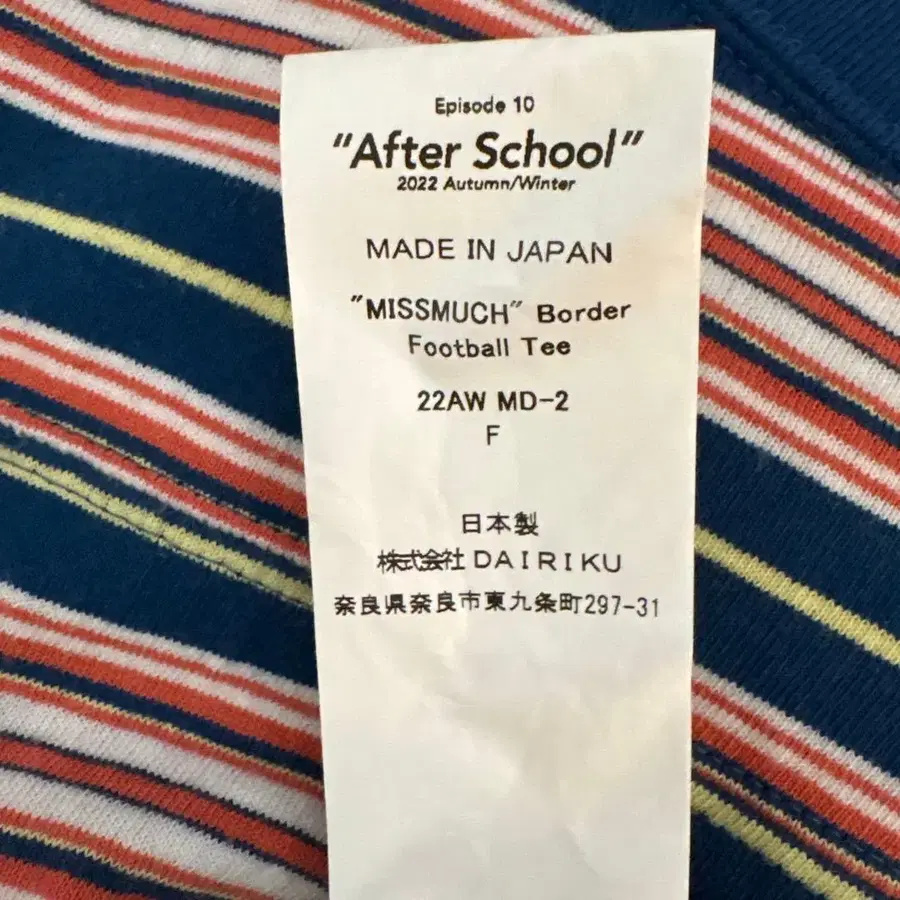 Episode 10
"After School"
2022 Autumn/Winter
MADE IN JAPAN
"MISSMUCH" Border
Football Tee
22AW MD-2
F
日本製
株式会社 DAIRIKU
奈良県奈良市東九条町297-31